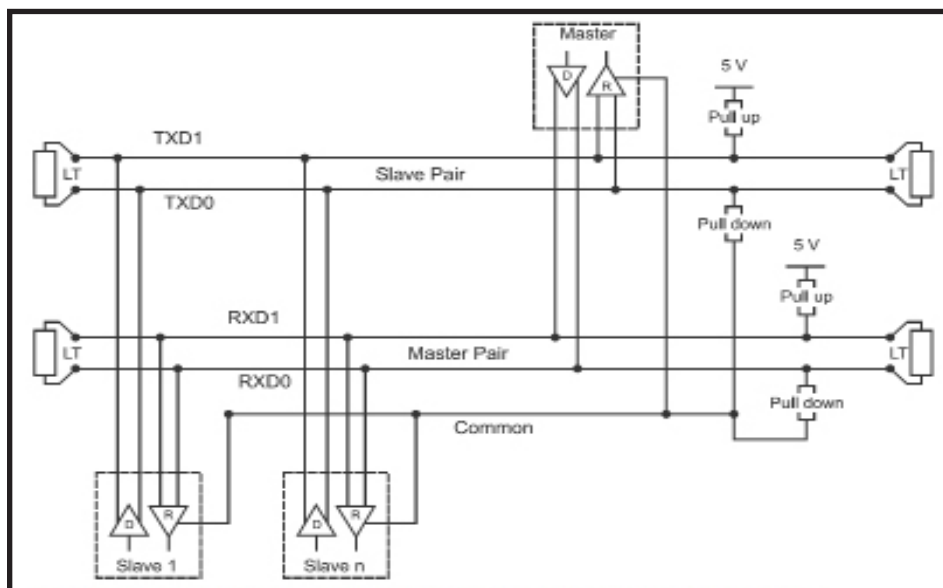 Master
5 V
D
R
Pull up
TXD1
LT
Slave Pair
LT
TXD0
Pull down
5 V
Pull up
RXD1
LT
Master Pair
LT
RXD0
Pull down
Common
D
R
D
R
Slave 1
Slave n